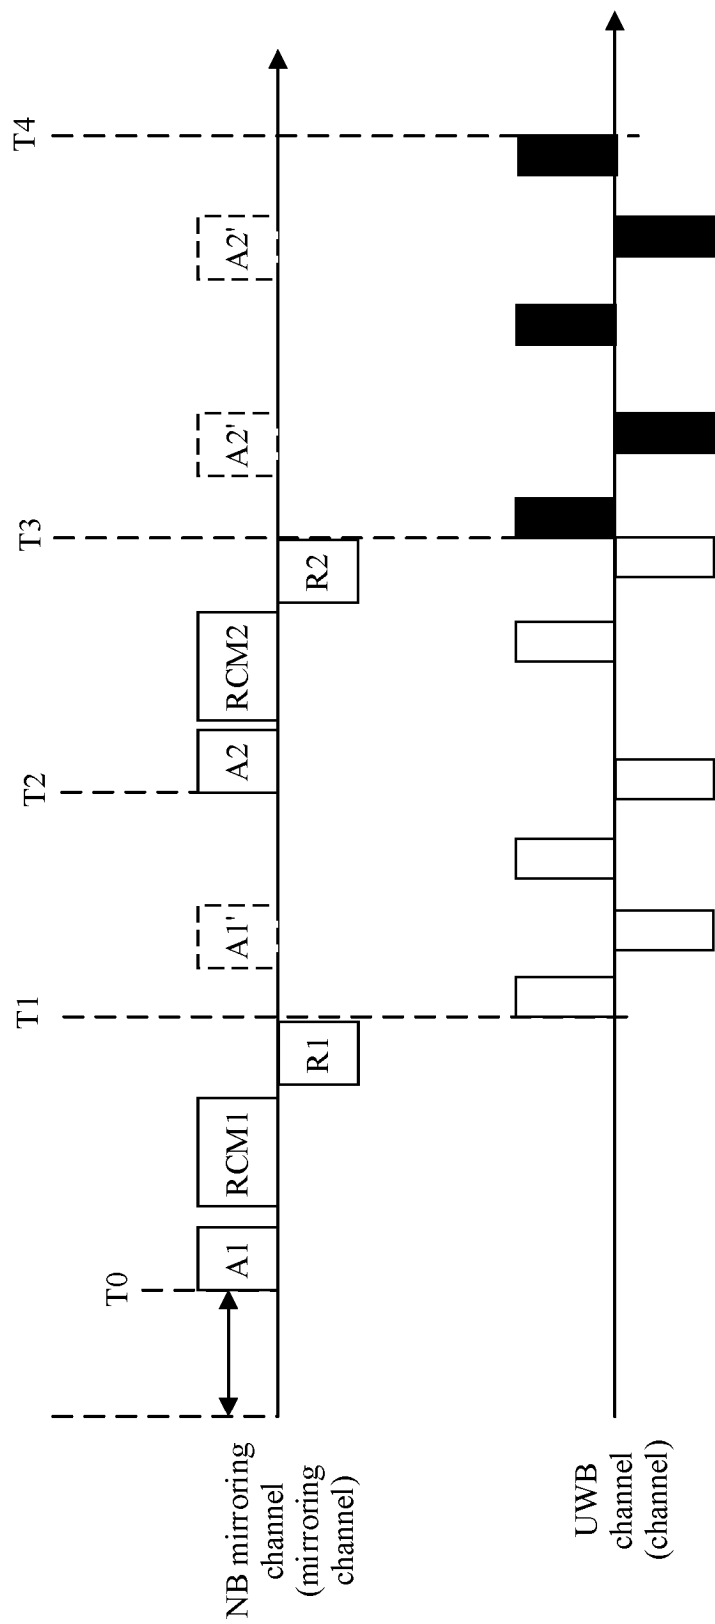 T0
T1
T2
T3
T4
NB mirroring
channel
(mirroring
channel)
A1
RCM1
R1
A1'
A2
RCM2
R2
A2'
A2'
UWB
channel
(channel)